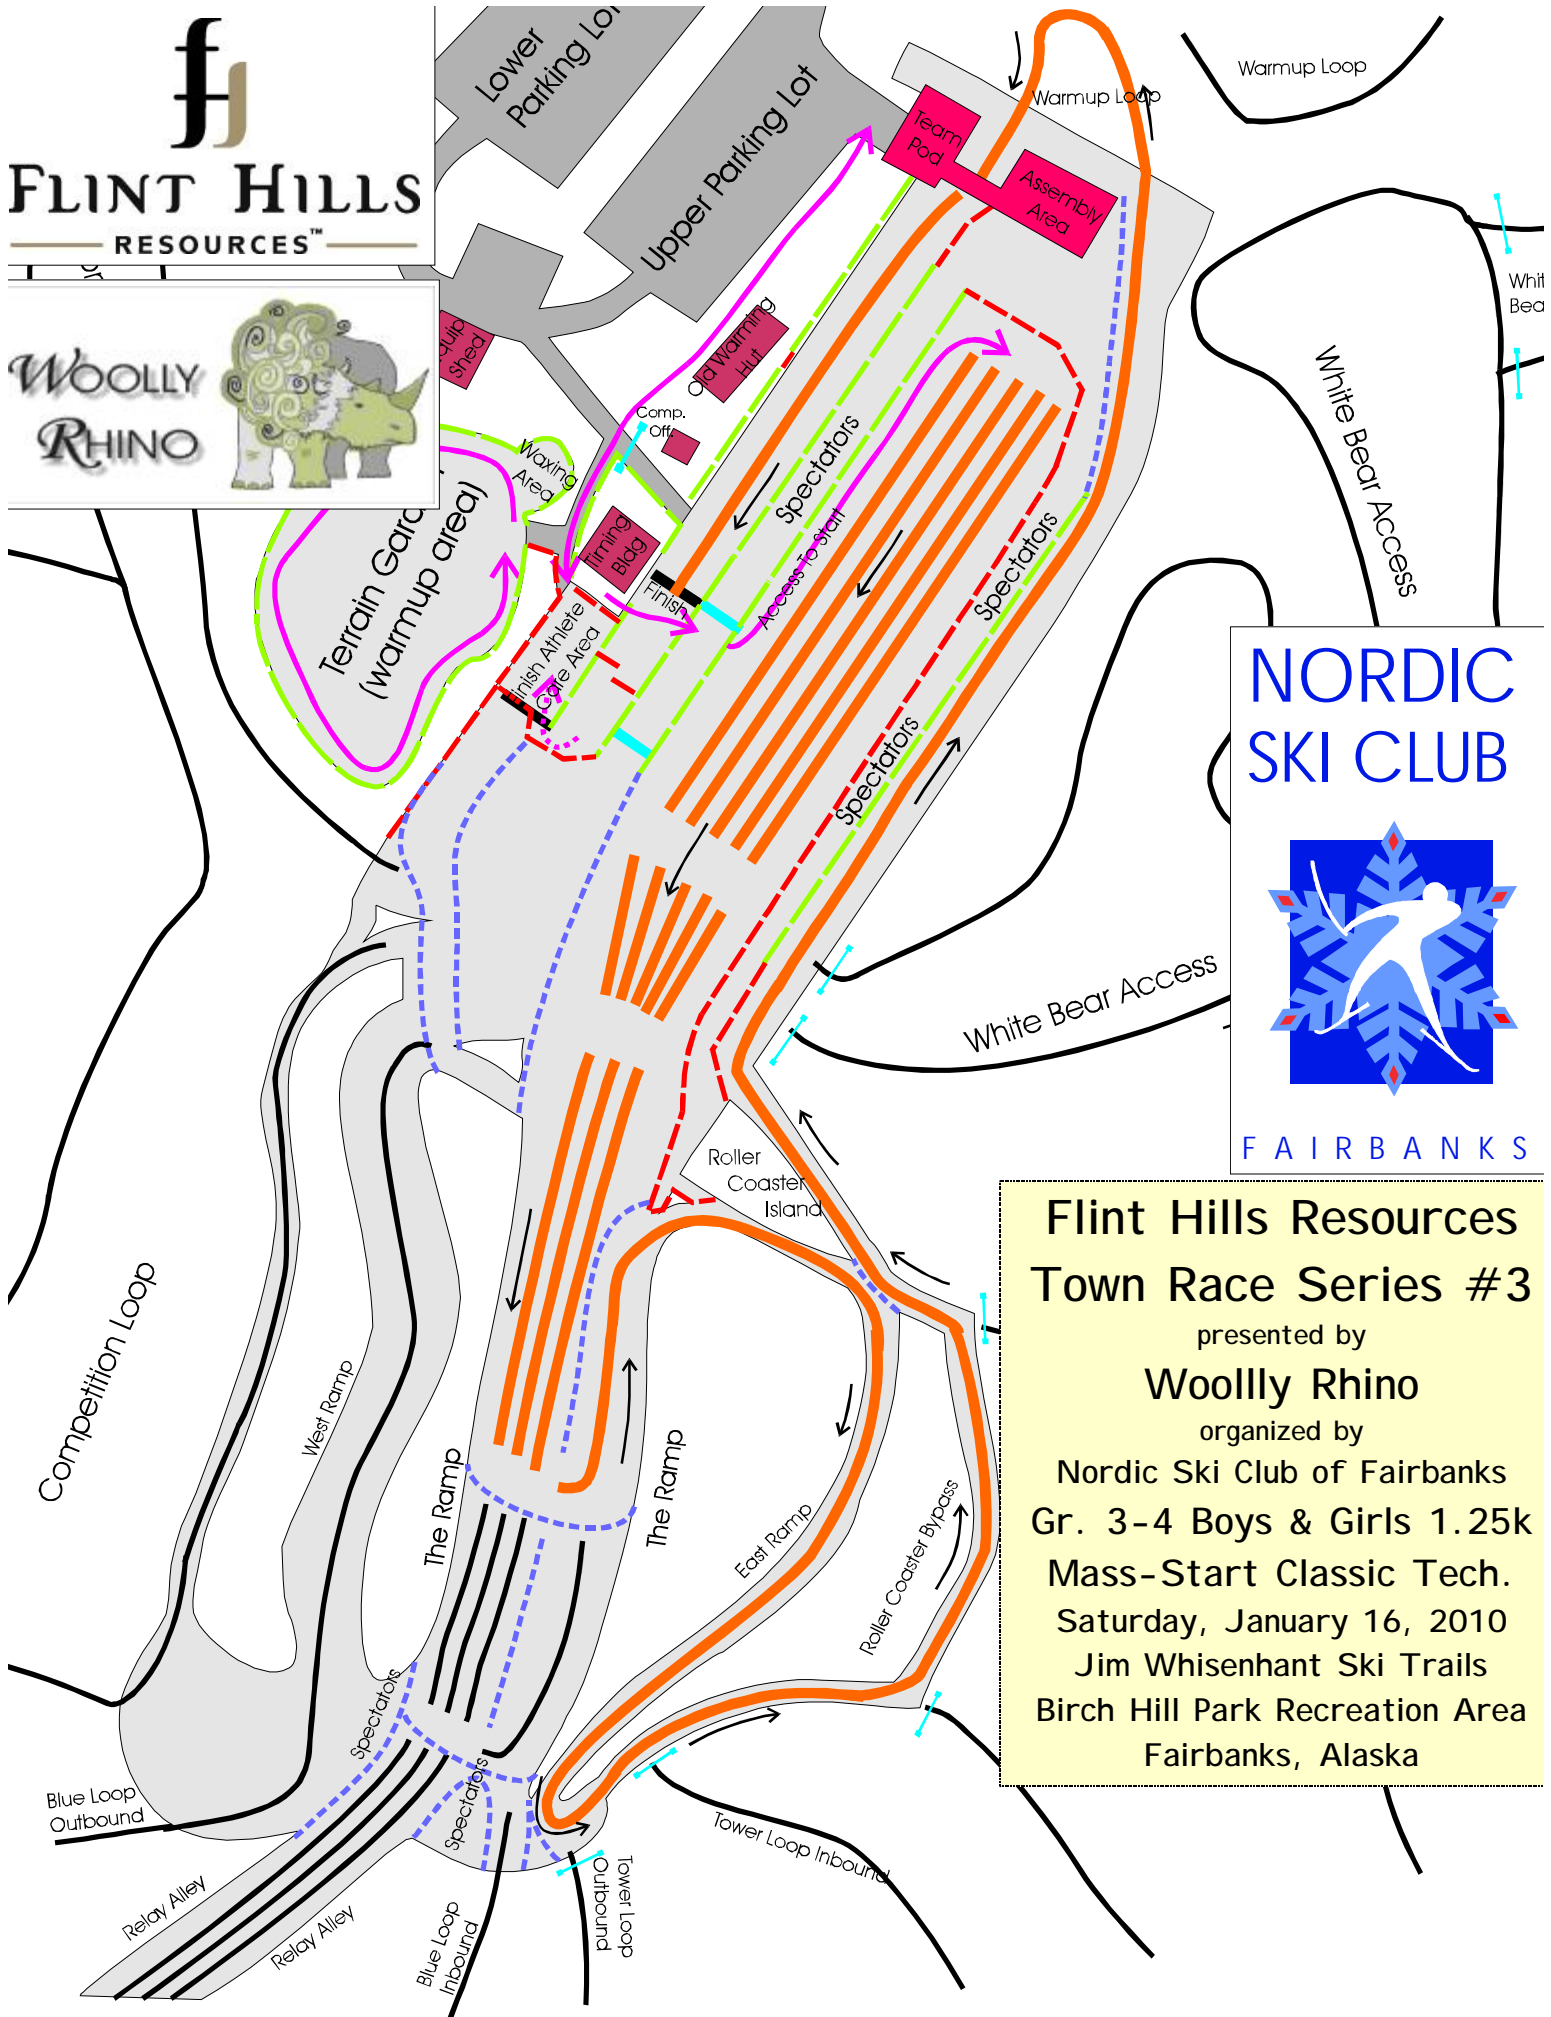 FLINT HILLS
RESOURCES™
WOOLLY
RHINO
Lower
Parking Lot
Upper Parking Lot
Warmup Loop
Warmup Loop
Team
Pod
Assembly
Area
Old Warming
Hut
Shed
Comp.
Off.
Waxing
Area
Timing
Bldg
Finish
Terrain
(warmup area)
Finish Athlete
Care Area
Access To Start
Spectators
Spectators
Spectators
White Bear Access
White Bear Access
NORDIC
SKI CLUB
FAIRBANKS
Roller
Coaster
Island
Competition Loop
West Ramp
The Ramp
The Ramp
East Ramp
Roller Coaster Bypass
Spectators
Spectators
Blue Loop
Outbound
Relay Alley
Relay Alley
Blue Loop
Inbound
Tower Loop
Outbound
Tower Loop Inbound
Flint Hills Resources
Town Race Series #3
presented by
Woollly Rhino
organized by
Nordic Ski Club of Fairbanks
Gr. 3-4 Boys & Girls 1.25k
Mass-Start Classic Tech.
Saturday, January 16, 2010
Jim Whisenhant Ski Trails
Birch Hill Park Recreation Area
Fairbanks, Alaska